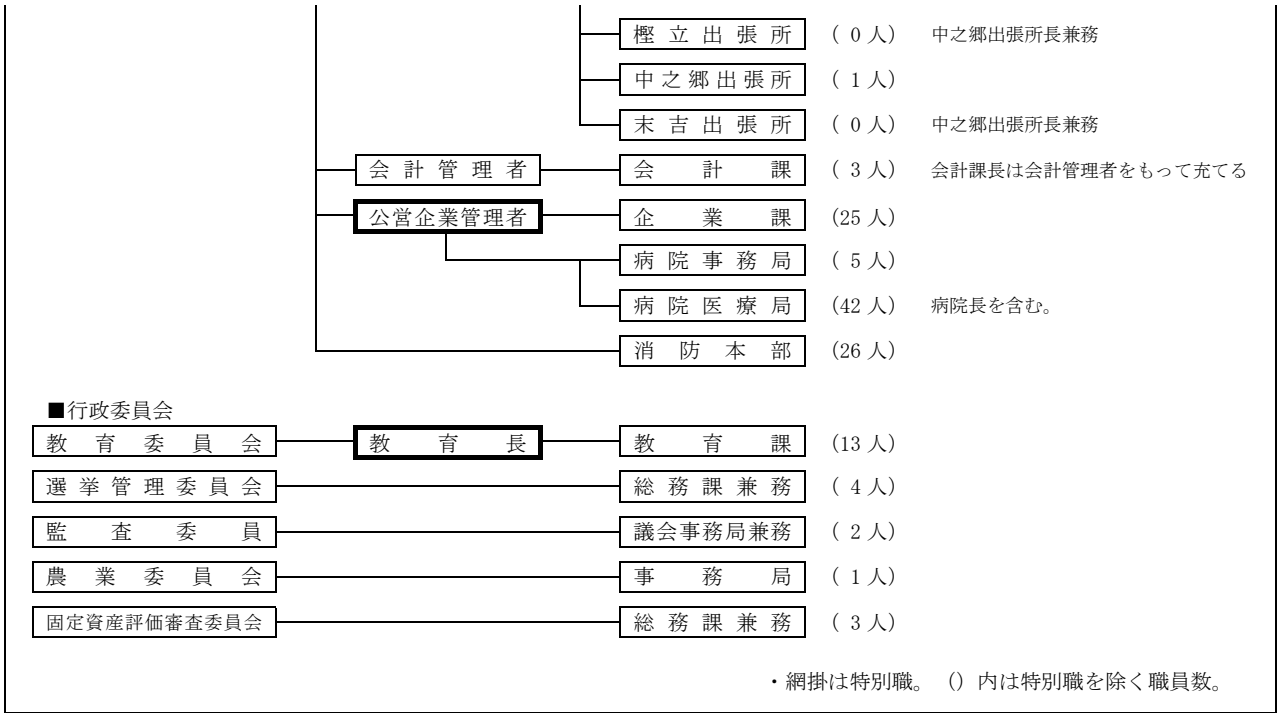 樫立出張所 ( 0人) 中之郷出張所長兼務
中之郷出張所 ( 1人)
末吉出張所 ( 0人) 中之郷出張所長兼務
会計管理者 会計課 ( 3人) 会計課長は会計管理者をもって充てる
公営企業管理者 企業課 (25人)
病院事務局 ( 5人)
病院医療局 (42人) 病院長を含む。
消防本部 (26人)
■行政委員会
教育委員会 教育長 教育課 (13人)
選挙管理委員会 総務課兼務 ( 4人)
監査委員 議会事務局兼務 ( 2人)
農業委員会 事務局 ( 1人)
固定資産評価審査委員会 総務課兼務 ( 3人)
・網掛は特別職。 () 内は特別職を除く職員数。